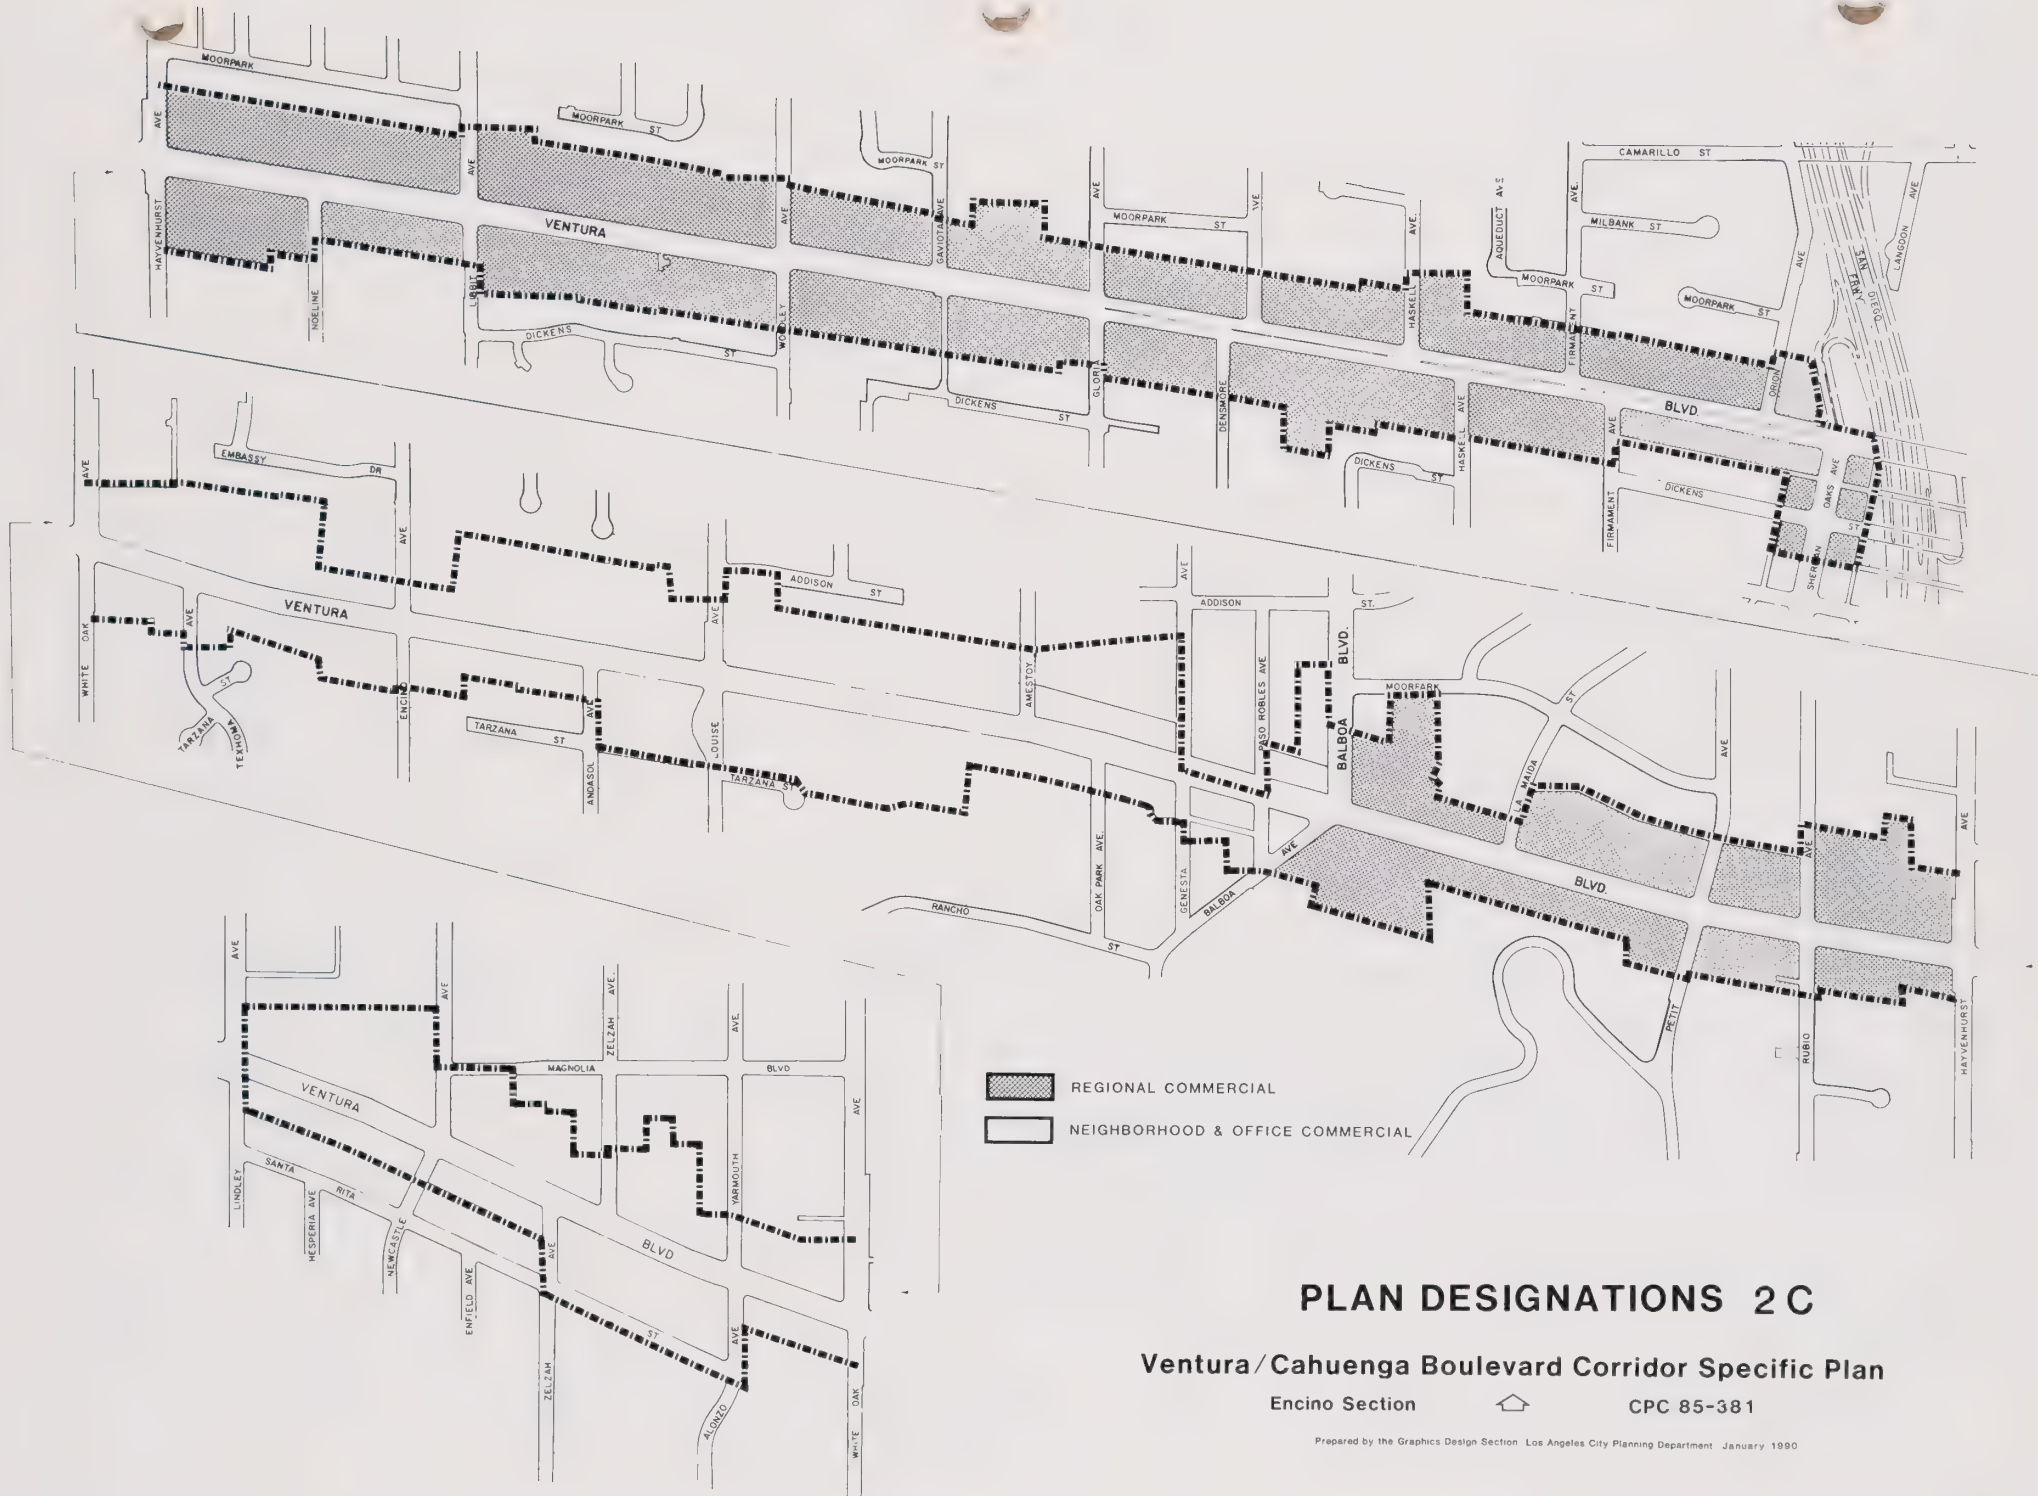 MOORPARK
AVE
MOORPARK ST
AVE
MOORPARK ST
AVE
GAVIOTA AVE
AVE
MOORPARK ST
AVE
AVE.
AQUEDUCT AVE
AVE.
CAMARILLO ST
MILBANK ST
AVE
LANGDON AVE
SAN DIEGO FRWY
HAYVENHURST
VENTURA
NOELINE
LIBBIT
DICKENS ST
WOODLEY
DICKENS ST
GLORIA
DENSMORE
HASKELL
MOORPARK ST
FIRMAMENT
MOORPARK ST
ORION
BLVD.
HASKELL AVE
AVE
DICKENS ST
FIRMAMENT
DICKENS ST
SHERMAN OAKS AVE
AVE
EMBASSY DR
AVE
VENTURA
AVE
WHITE OAK
ST
TARZANA
TEXHOMA
ENCINO
TARZANA ST
AVE
ANDASOL
AVE
LOUISE
ADDISON ST
TARZANA ST
AMESTOY
AVE
ADDISON ST.
PASO ROBLES AVE
BALBOA BLVD.
MOORPARK ST
LA MAIDA
AVE
AVE
AVE
OAK PARK AVE.
GENESTA
BALBOA AVE
RANCHO ST
BLVD.
PETIT
RUBIO
HAYVENHURST
AVE
AVE
ZELZAH AVE.
AVE.
MAGNOLIA BLVD
AVE
VENTURA
LINDLEY
SANTA RITA
HESPERIA AVE
NEWCASTLE
ENFIELD AVE
AVE
ZELZAH
YARMOUTH
BLVD
ST
AVE
ALONZO
WHITE OAK
REGIONAL COMMERCIAL
NEIGHBORHOOD & OFFICE COMMERCIAL
PLAN DESIGNATIONS 2C
Ventura/Cahuenga Boulevard Corridor Specific Plan
Encino Section CPC 85-381
Prepared by the Graphics Design Section Los Angeles City Planning Department January 1990